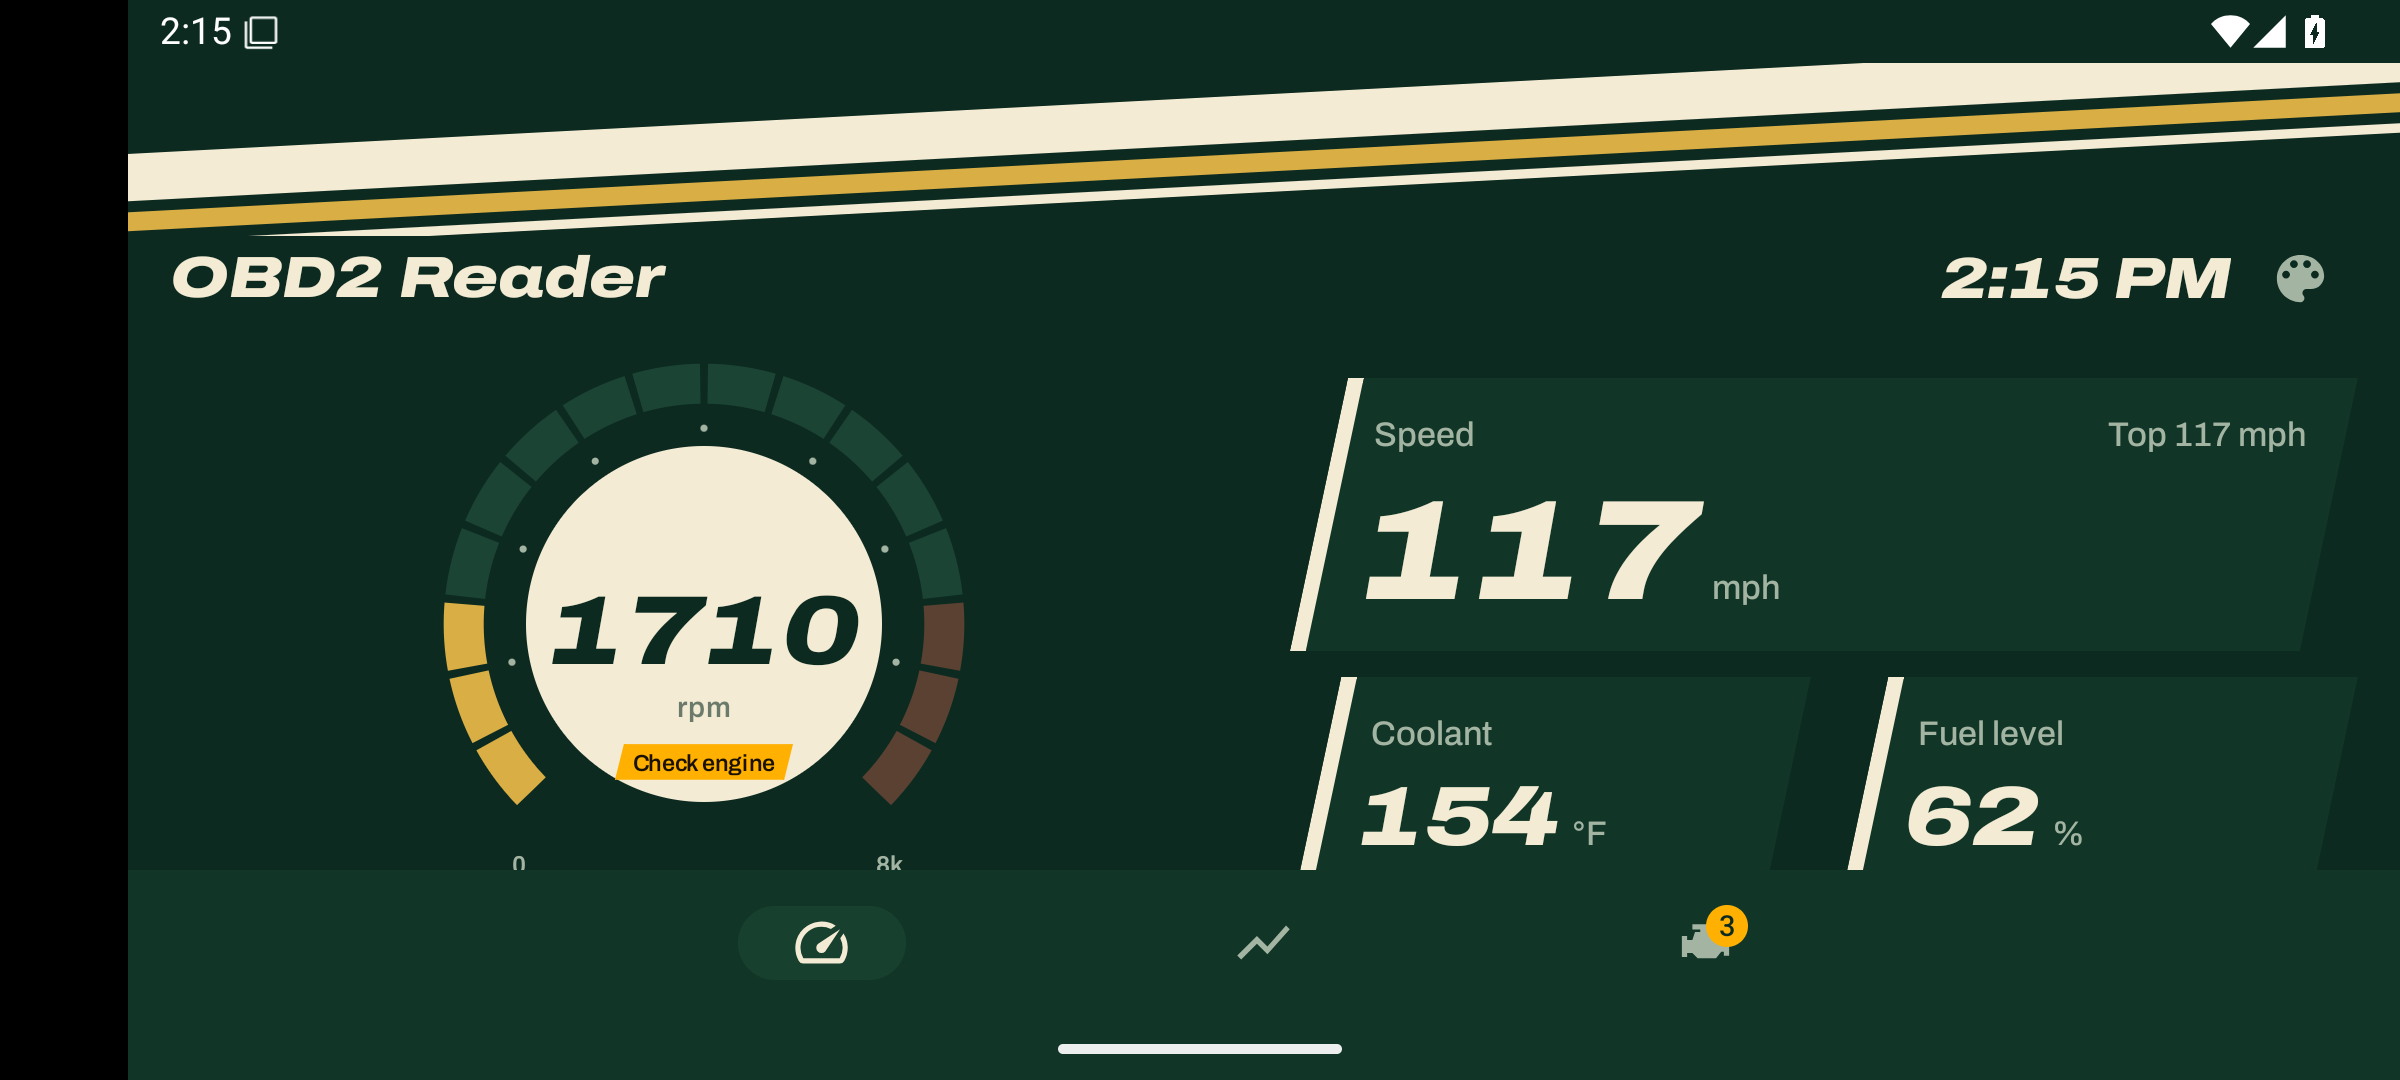 2:15
OBD2 Reader
2:15 PM
1710
rpm
Check engine
0
8k
Speed
Top 117 mph
117 mph
Coolant
154 °F
Fuel level
62 %
3